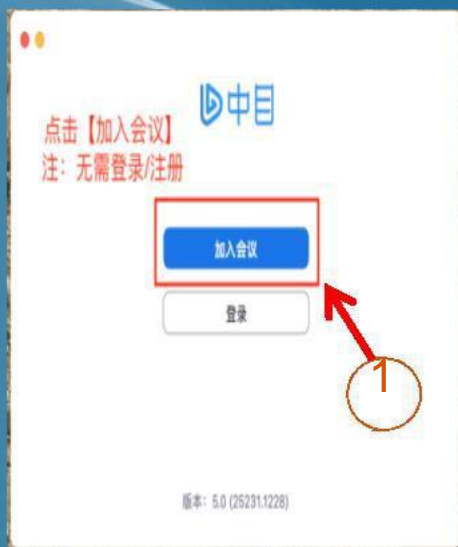 中目
点击【加入会议】
注：无需登录/注册
加入会议
登录
1
版本：5.0 (25231.1228)